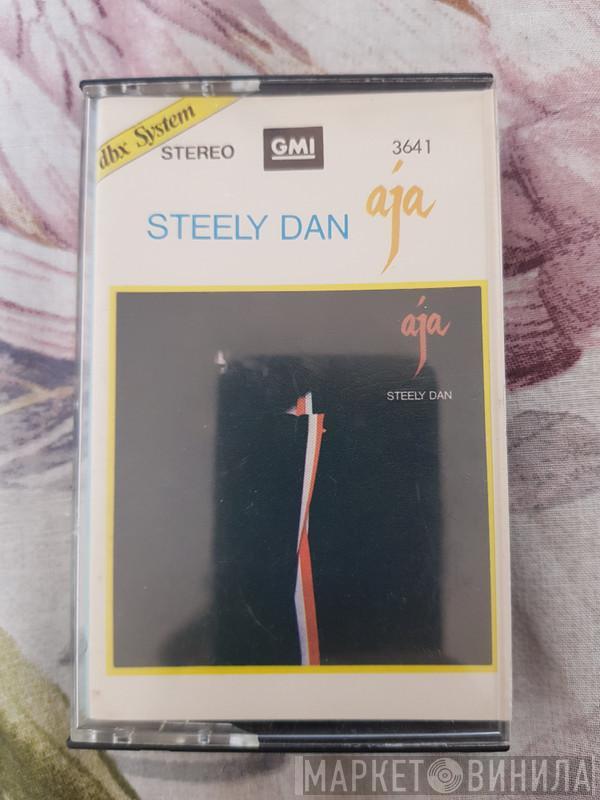 dbx System
STEREO GMI 3641
STEELY DAN aja
aja
STEELY DAN
МАРКЕТ ВИНИЛА